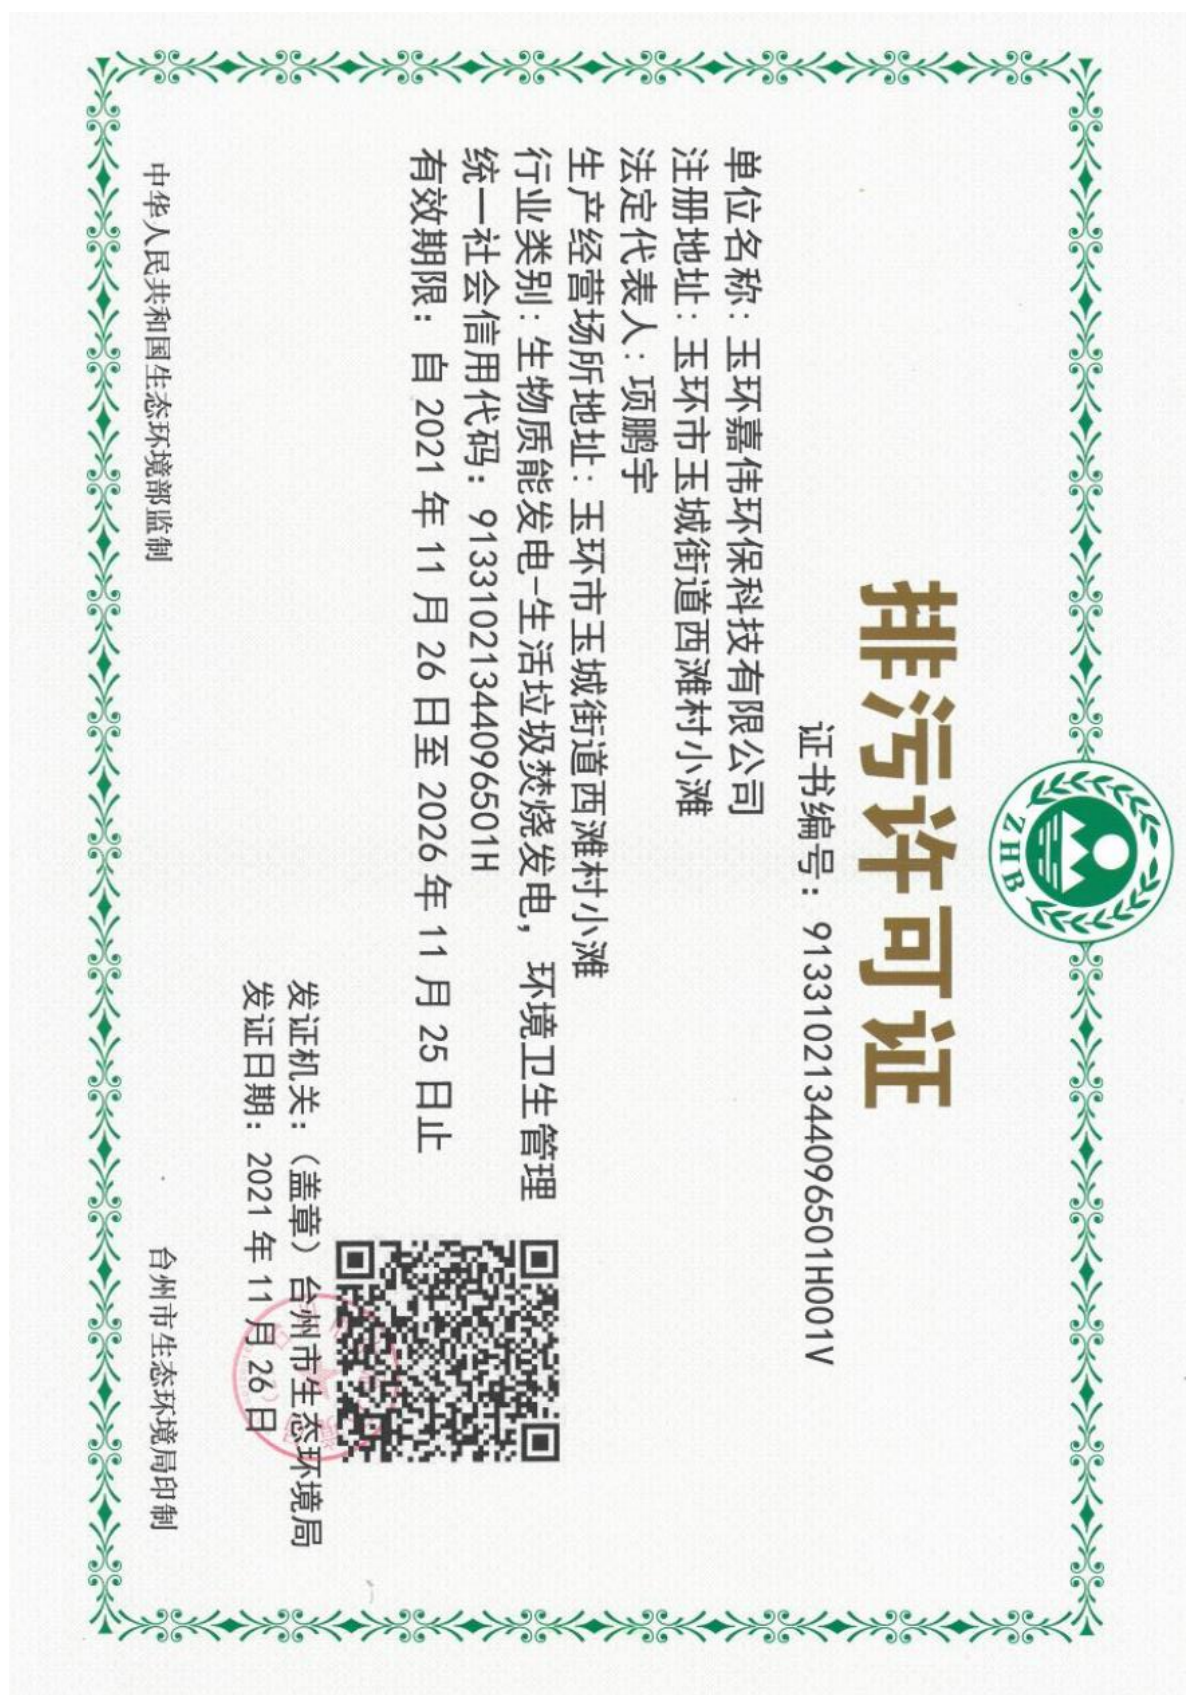 ZHB
排污许可证
证书编号：91331021344096501H001V
单位名称：玉环嘉伟环保科技有限公司
注册地址：玉环市玉城街道西滩村小滩
法定代表人：项鹏宇
生产经营场所地址：玉环市玉城街道西滩村小滩
行业类别：生物质能发电-生活垃圾焚烧发电，环境卫生管理
统一社会信用代码：91331021344096501H
有效期限：自2021年11月26日至2026年11月25日止
发证机关：（盖章）台州市生态环境局
发证日期：2021年11月26日
中华人民共和国生态环境部监制
台州市生态环境局印制